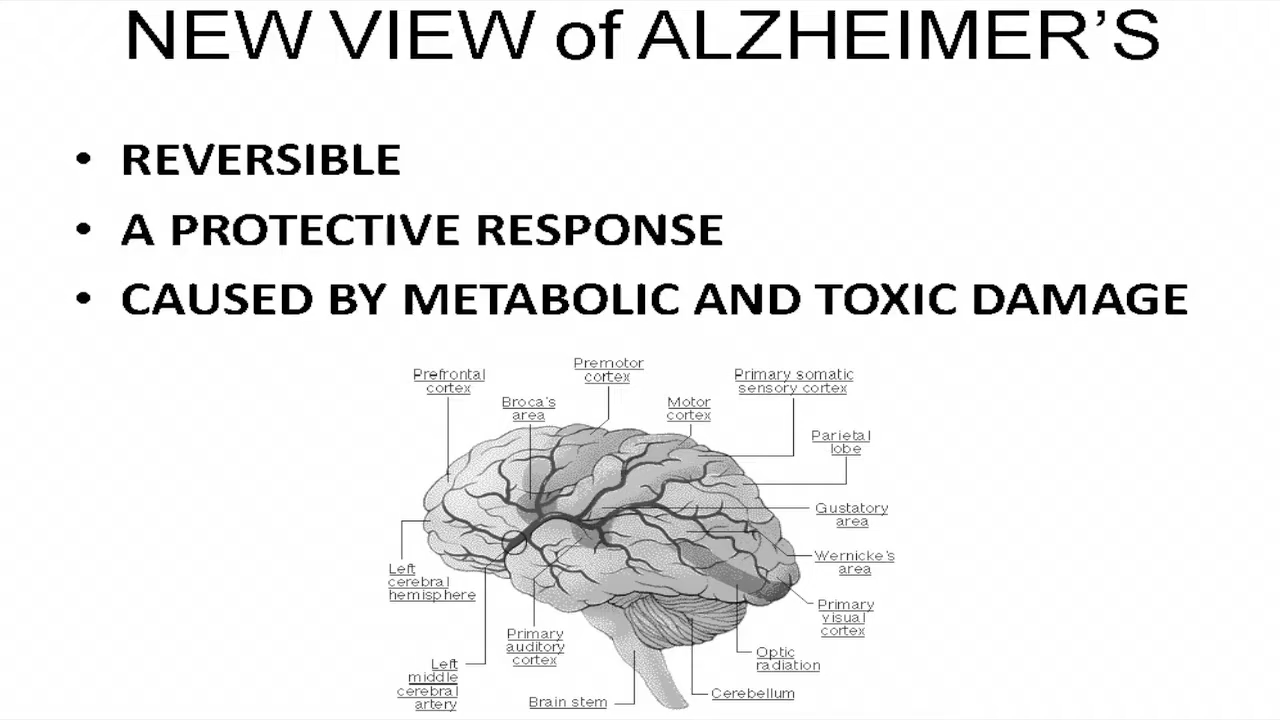 NEW VIEW of ALZHEIMER’S
• REVERSIBLE
• A PROTECTIVE RESPONSE
• CAUSED BY METABOLIC AND TOXIC DAMAGE
Prefrontal
cortex
Premotor
cortex
Broca's
area
Motor
cortex
Primary somatic
sensory cortex
Parietal
lobe
Gustatory
area
Wernicke's
area
Primary
visual
cortex
Optic
radiation
Cerebellum
Brain stem
Left
middle
cerebral
artery
Primary
auditory
cortex
Left
cerebral
hemisphere